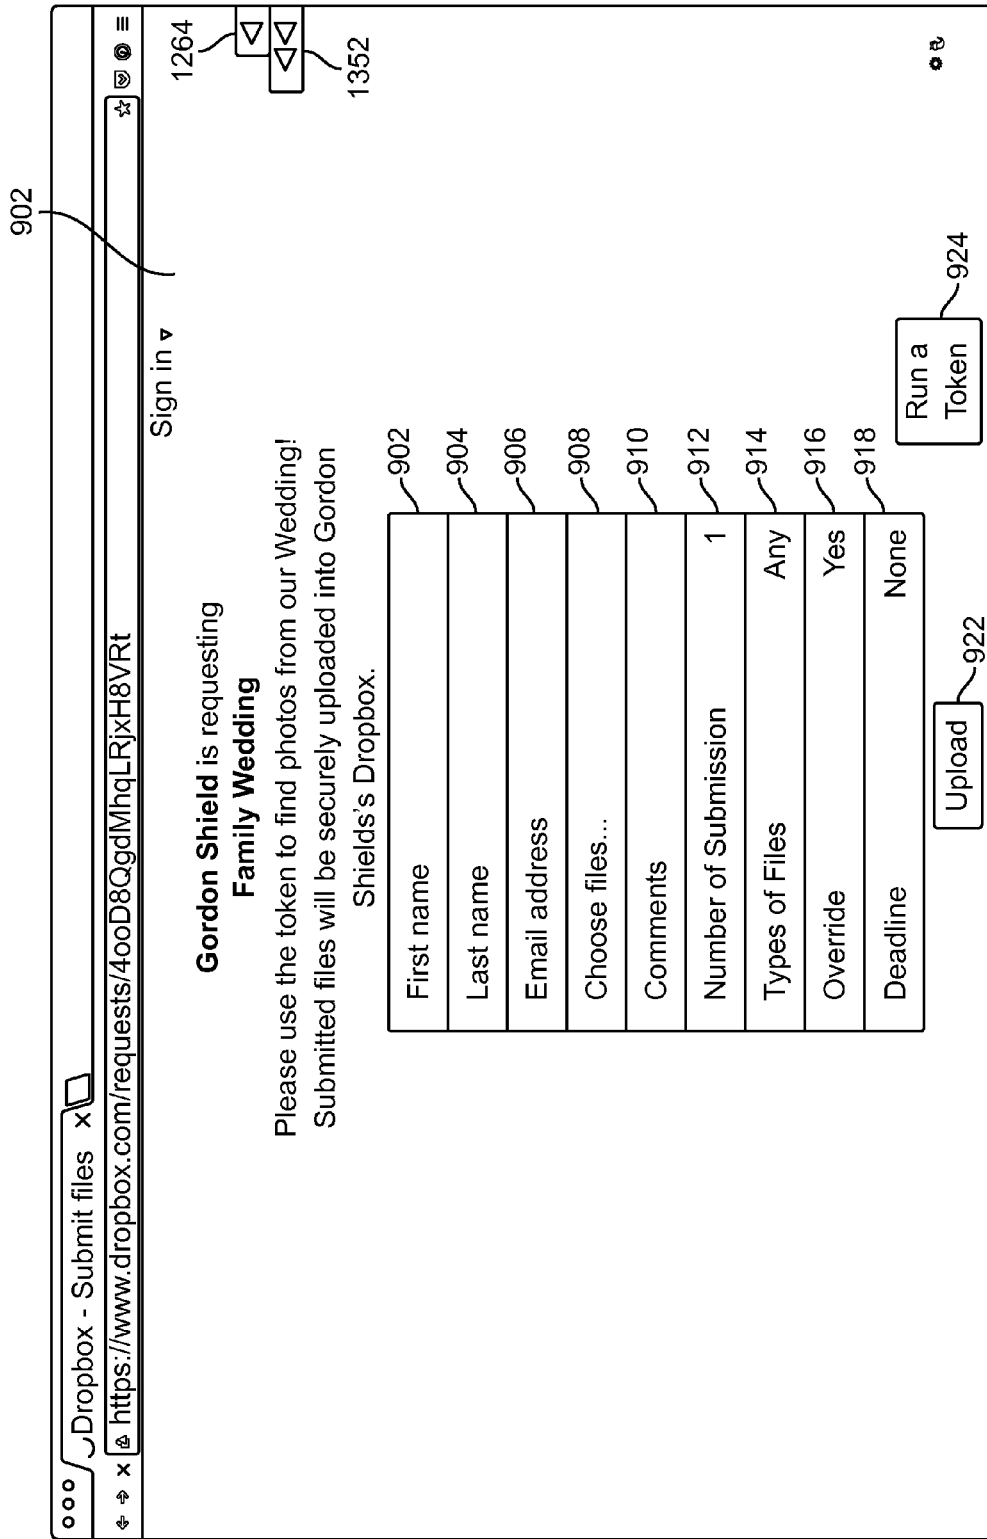 902
Dropbox - Submit files X
X https://www.dropbox.com/requests/4ooD8QgdMhqLRjxH8VRt
Sign in
1264
1352
Gordon Shield is requesting
Family Wedding
Please use the token to find photos from our Wedding!
Submitted files will be securely uploaded into Gordon
Shields's Dropbox.
First name 902
Last name 904
Email address 906
Choose files... 908
Comments 910
Number of Submission 1 912
Types of Files Any 914
Override Yes 916
Deadline None 918
Run a
Token
924
Upload 922